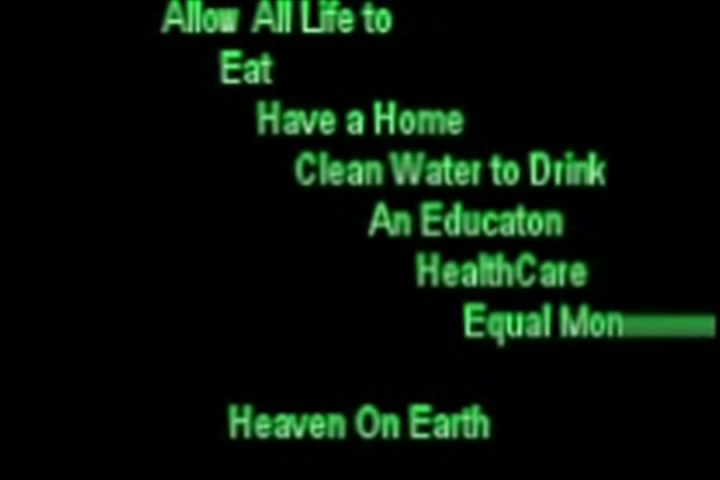 Allow All Life to
Eat
Have a Home
Clean Water to Drink
An Educaton
HealthCare
Equal Mon
Heaven On Earth